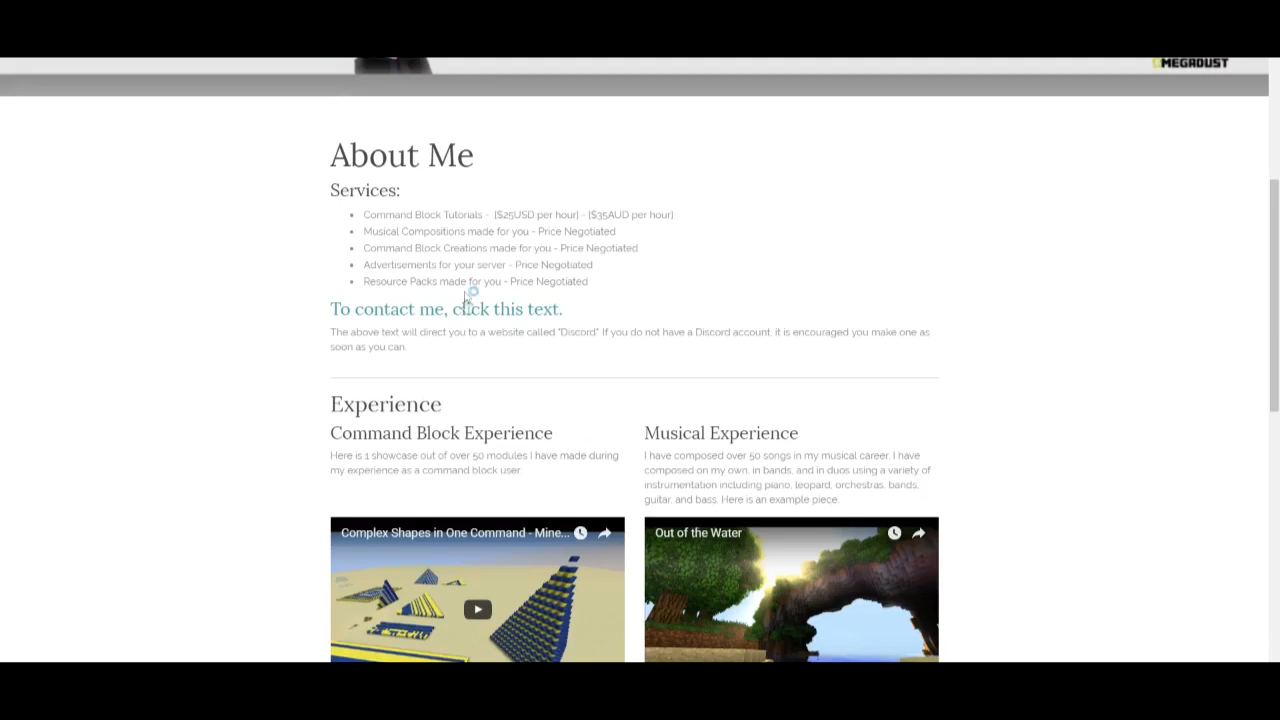 MEGADUST
About Me
Services:
Command Block Tutorials - [$25USD per hour] - [$35AUD per hour]
Musical Compositions made for you - Price Negotiated
Command Block Creations made for you - Price Negotiated
Advertisements for your server - Price Negotiated
Resource Packs made for you - Price Negotiated
To contact me, click this text.
The above text will direct you to a website called "Discord" If you do not have a Discord account, it is encouraged you make one as
soon as you can.
Experience
Command Block Experience
Here is 1 showcase out of over 50 modules I have made during
my experience as a command block user.
Musical Experience
I have composed over 50 songs in my musical career. I have
composed on my own, in bands, and in duos using a variety of
instrumentation including piano, leopard, orchestras, bands,
guitar, and bass. Here is an example piece.
Complex Shapes in One Command - Mine...
Out of the Water